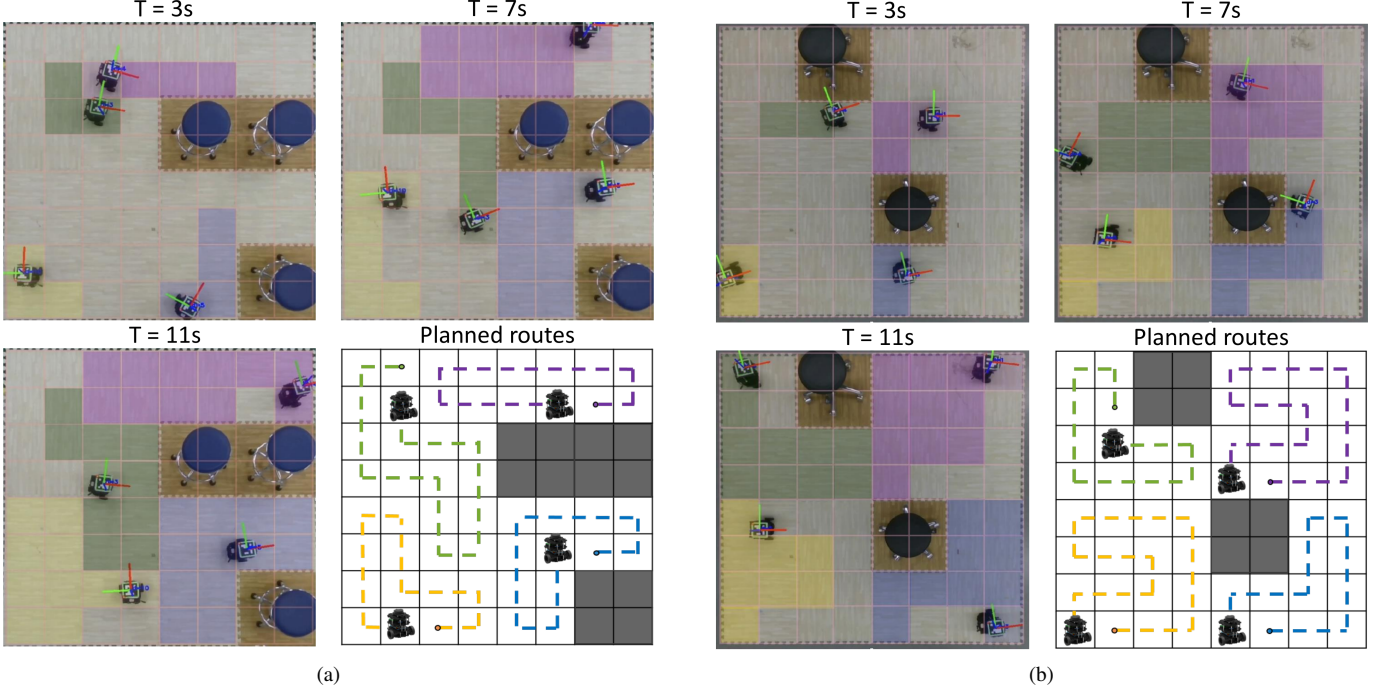 T = 3s
T = 7s
T = 3s
T = 7s
T = 11s
Planned routes
T = 11s
Planned routes
(a)
(b)